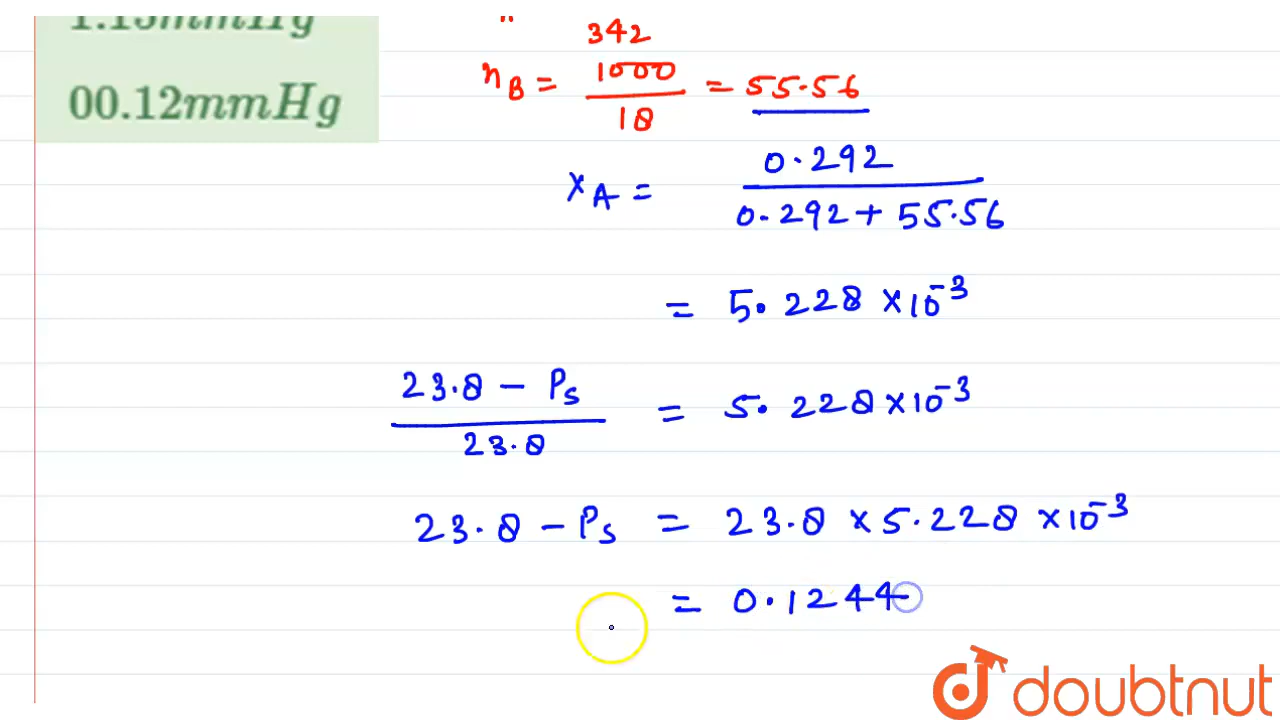 342
n_B = 1000/18 = 55.56
00.12mmHg
x_A = 0.292/(0.292 + 55.56)
= 5.228 × 10⁻³
(23.8 − P_s)/23.8 = 5.228 × 10⁻³
23.8 − P_s = 23.8 × 5.228 × 10⁻³
= 0.1244
doubtnut